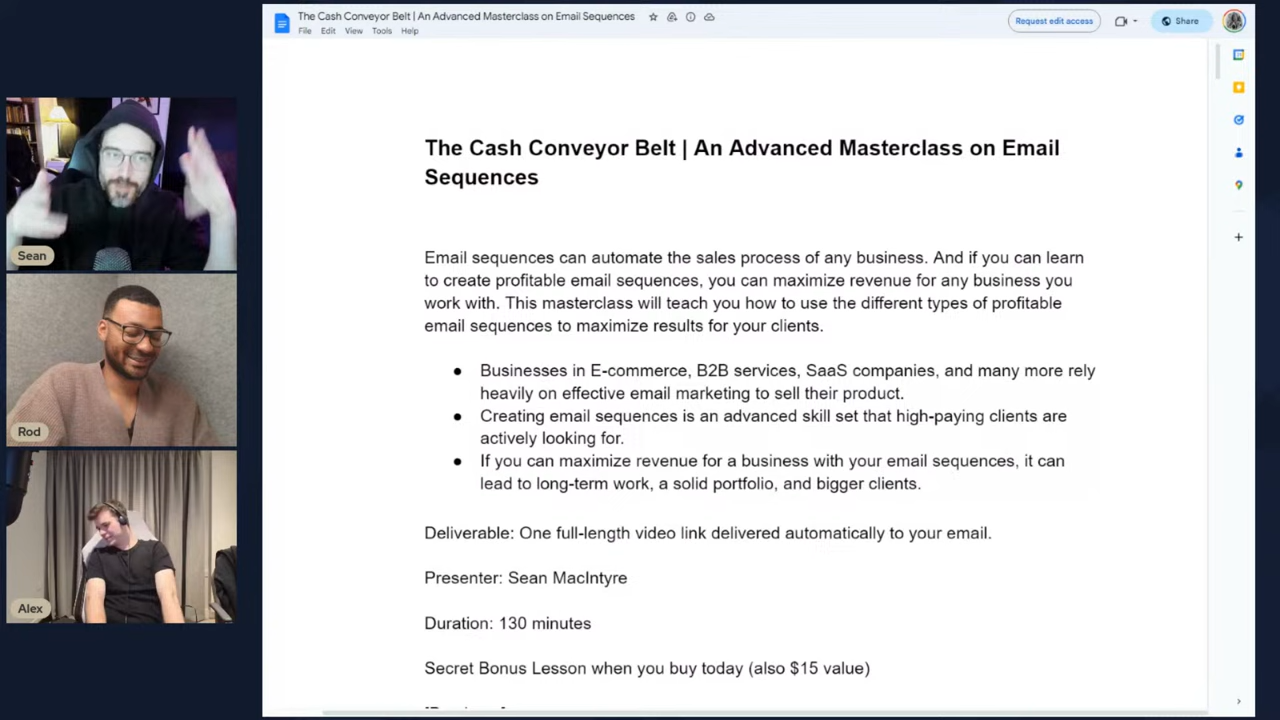 The Cash Conveyor Belt | An Advanced Masterclass on Email Sequences
File Edit View Tools Help
Request edit access
Share
The Cash Conveyor Belt | An Advanced Masterclass on Email
Sequences
Email sequences can automate the sales process of any business. And if you can learn
to create profitable email sequences, you can maximize revenue for any business you
work with. This masterclass will teach you how to use the different types of profitable
email sequences to maximize results for your clients.
● Businesses in E-commerce, B2B services, SaaS companies, and many more rely
heavily on effective email marketing to sell their product.
● Creating email sequences is an advanced skill set that high-paying clients are
actively looking for.
● If you can maximize revenue for a business with your email sequences, it can
lead to long-term work, a solid portfolio, and bigger clients.
Deliverable: One full-length video link delivered automatically to your email.
Presenter: Sean MacIntyre
Duration: 130 minutes
Secret Bonus Lesson when you buy today (also $15 value)
Sean
Rod
Alex